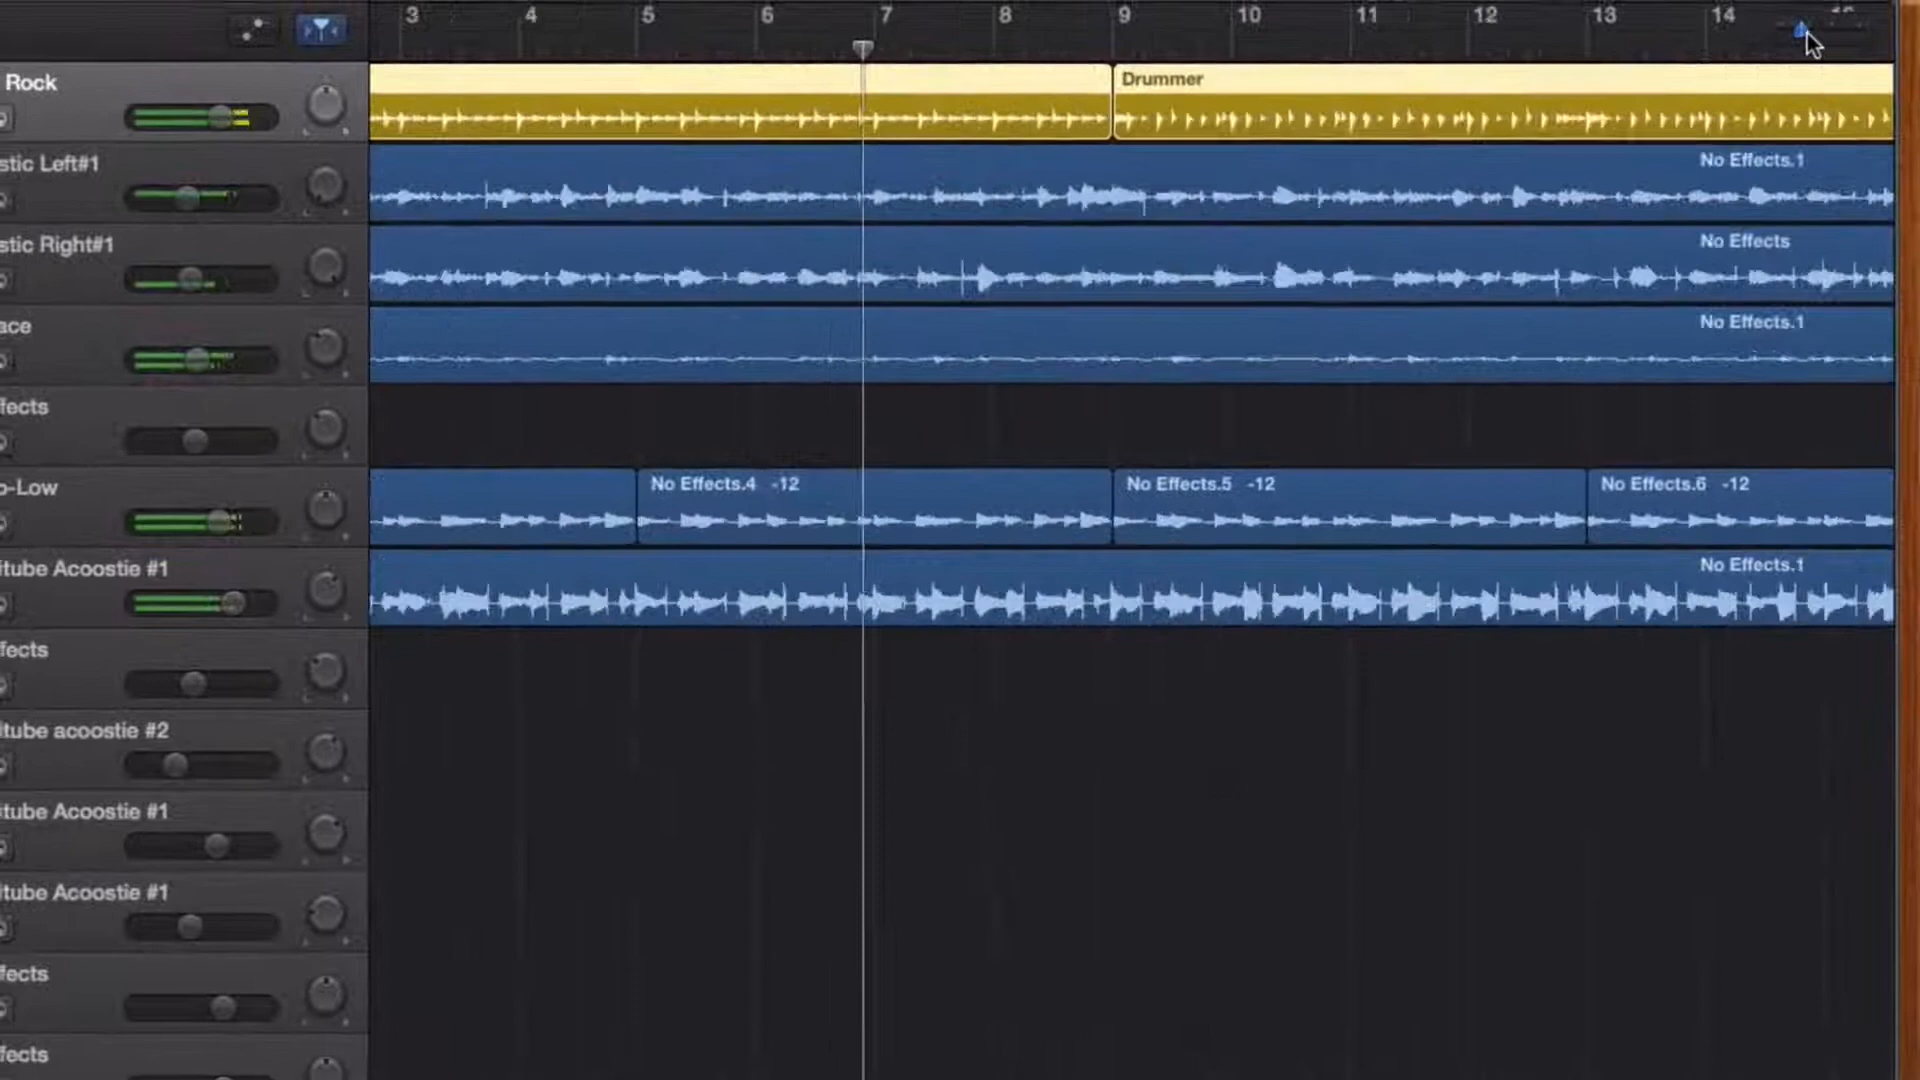 3 4 5 6 7 8 9 10 11 12 13 14
Rock
Drummer
stic Left#1
No Effects.1
stic Right#1
No Effects
ace
No Effects.1
fects
o-Low
No Effects.4 -12
No Effects.5 -12
No Effects.6 -12
itube Acoostie #1
No Effects.1
fects
itube acoostie #2
itube Acoostie #1
itube Acoostie #1
fects
fects